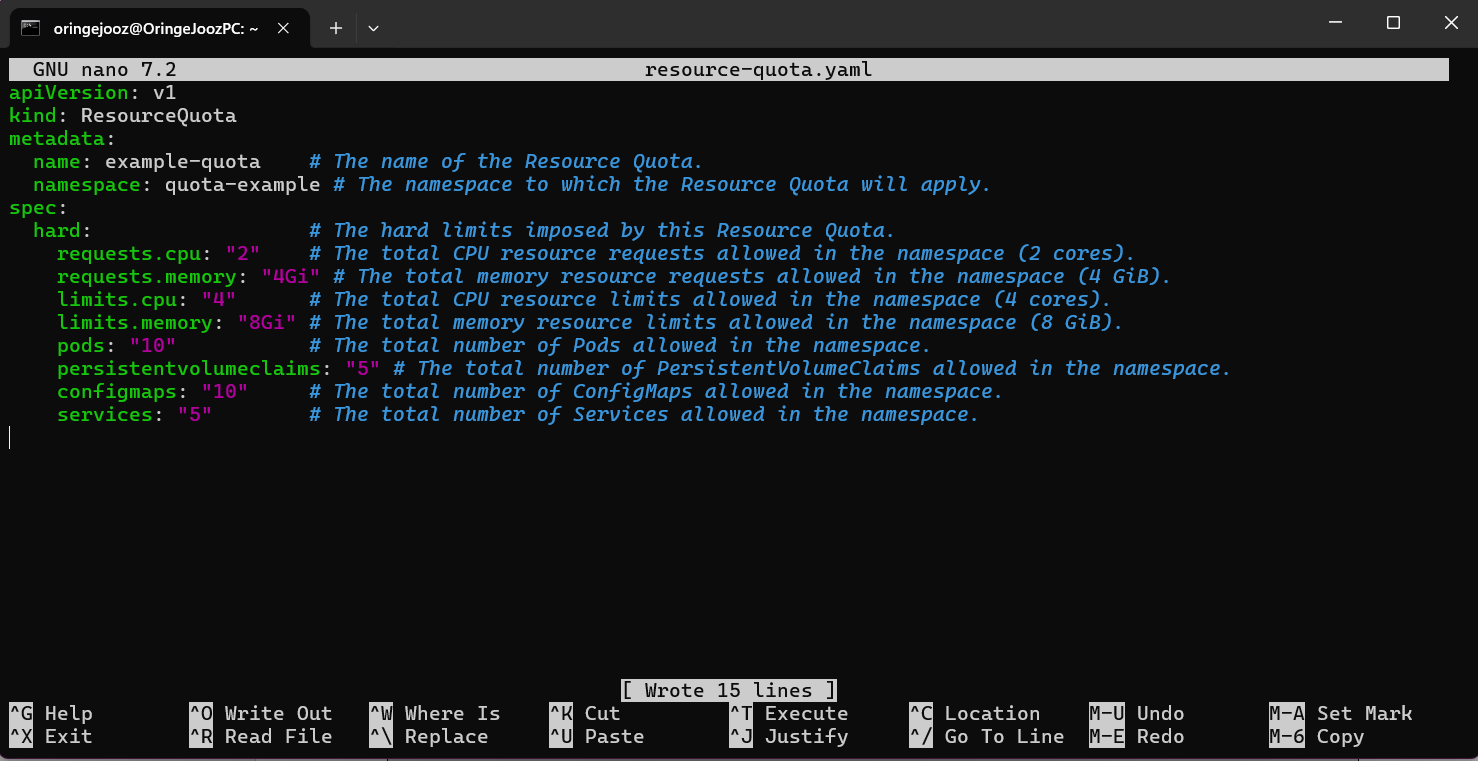 oringejooz@OringeJoozPC: ~
GNU nano 7.2 resource-quota.yaml
apiVersion: v1
kind: ResourceQuota
metadata:
  name: example-quota    # The name of the Resource Quota.
  namespace: quota-example # The namespace to which the Resource Quota will apply.
spec:
  hard:                  # The hard limits imposed by this Resource Quota.
    requests.cpu: "2"    # The total CPU resource requests allowed in the namespace (2 cores).
    requests.memory: "4Gi" # The total memory resource requests allowed in the namespace (4 GiB).
    limits.cpu: "4"      # The total CPU resource limits allowed in the namespace (4 cores).
    limits.memory: "8Gi" # The total memory resource limits allowed in the namespace (8 GiB).
    pods: "10"           # The total number of Pods allowed in the namespace.
    persistentvolumeclaims: "5" # The total number of PersistentVolumeClaims allowed in the namespace.
    configmaps: "10"     # The total number of ConfigMaps allowed in the namespace.
    services: "5"        # The total number of Services allowed in the namespace.
[ Wrote 15 lines ]
^G Help ^O Write Out ^W Where Is ^K Cut ^T Execute ^C Location M-U Undo M-A Set Mark
^X Exit ^R Read File ^\ Replace ^U Paste ^J Justify ^/ Go To Line M-E Redo M-6 Copy